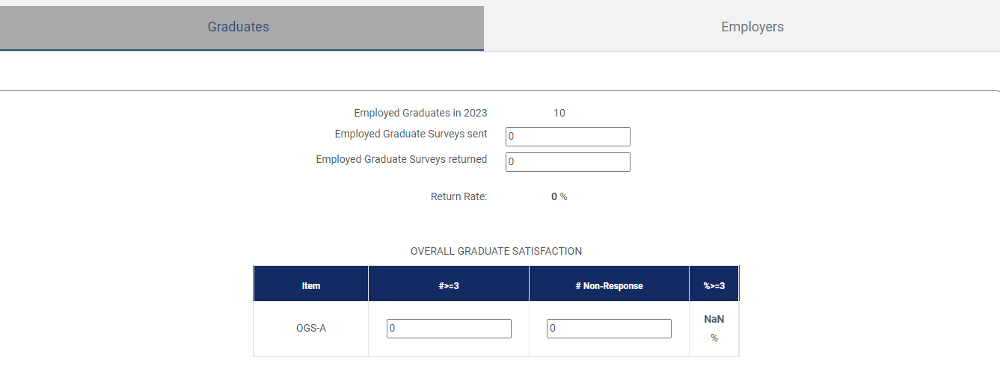 Graduates Employers
Employed Graduates in 2023 10
Employed Graduate Surveys sent 0
Employed Graduate Surveys returned 0
Return Rate: 0 %
OVERALL GRADUATE SATISFACTION
Item #>=3 # Non-Response %>=3
OGS-A 0 0 NaN
%